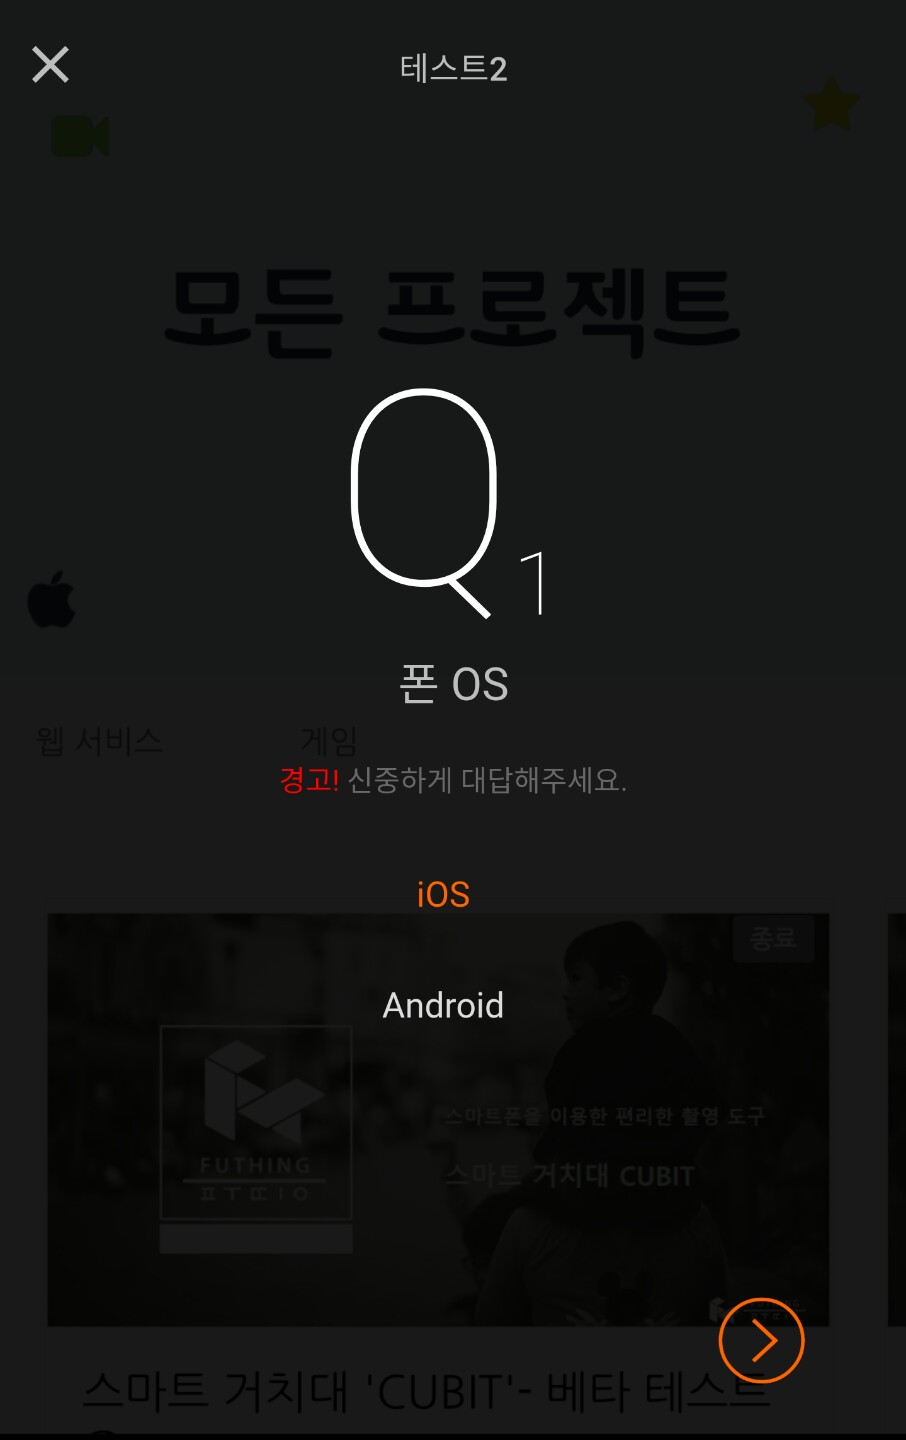 테스트2
모든 프로젝트
Q1
폰 OS
웹 서비스 게임
경고! 신중하게 대답해주세요.
iOS
종료
Android
스마트폰을 이용한 편리한 촬영 도구
FUTHING
스마트 거치대 CUBIT
스마트 거치대 'CUBIT'- 베타 테스트